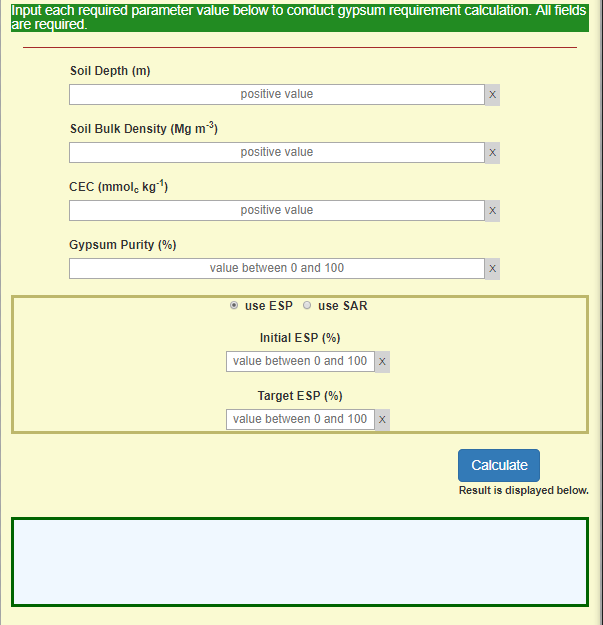 Input each required parameter value below to conduct gypsum requirement calculation. All fields
are required.
Soil Depth (m)
positive value X
Soil Bulk Density (Mg m⁻³)
positive value X
CEC (mmol꜀ kg⁻¹)
positive value X
Gypsum Purity (%)
value between 0 and 100 X
use ESP use SAR
Initial ESP (%)
value between 0 and 100 X
Target ESP (%)
value between 0 and 100 X
Calculate
Result is displayed below.